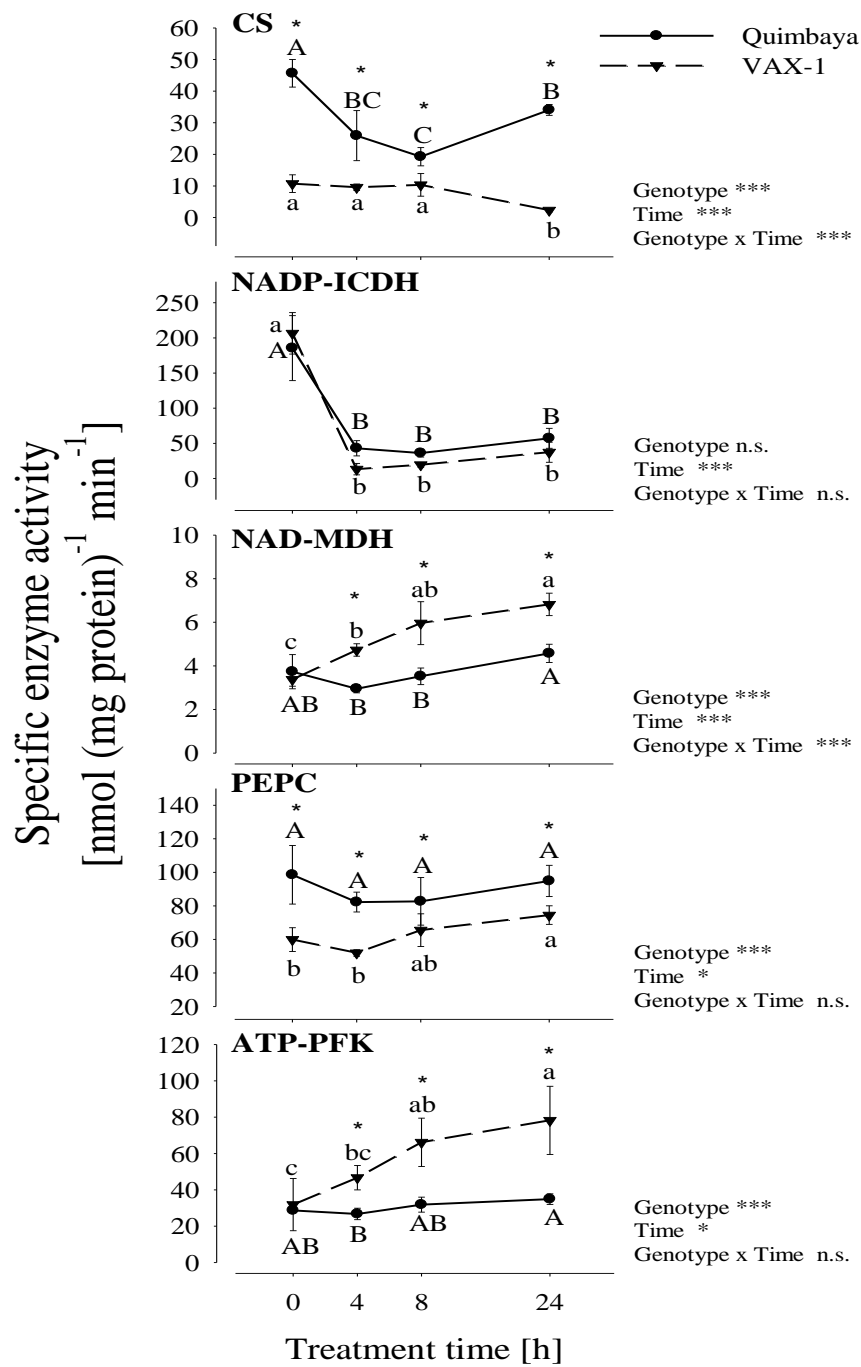 CS
Quimbaya
VAX-1
60
50
40
30
20
10
0
* * * *
A BC C B
a a a b
Genotype ***
Time ***
Genotype x Time ***
NADP-ICDH
250
200
150
100
50
0
a
A B B B
b b b
Genotype n.s.
Time ***
Genotype x Time n.s.
NAD-MDH
10
8
6
4
2
0
* * *
c b ab a
AB B B A
Genotype ***
Time ***
Genotype x Time ***
PEPC
140
120
100
80
60
40
20
* * * *
A A A A
b b ab a
Genotype ***
Time *
Genotype x Time n.s.
ATP-PFK
120
100
80
60
40
20
0
* * *
c bc ab a
AB B AB A
Genotype ***
Time *
Genotype x Time n.s.
0 4 8 24
Treatment time [h]
Specific enzyme activity
[nmol (mg protein)⁻¹ min⁻¹]